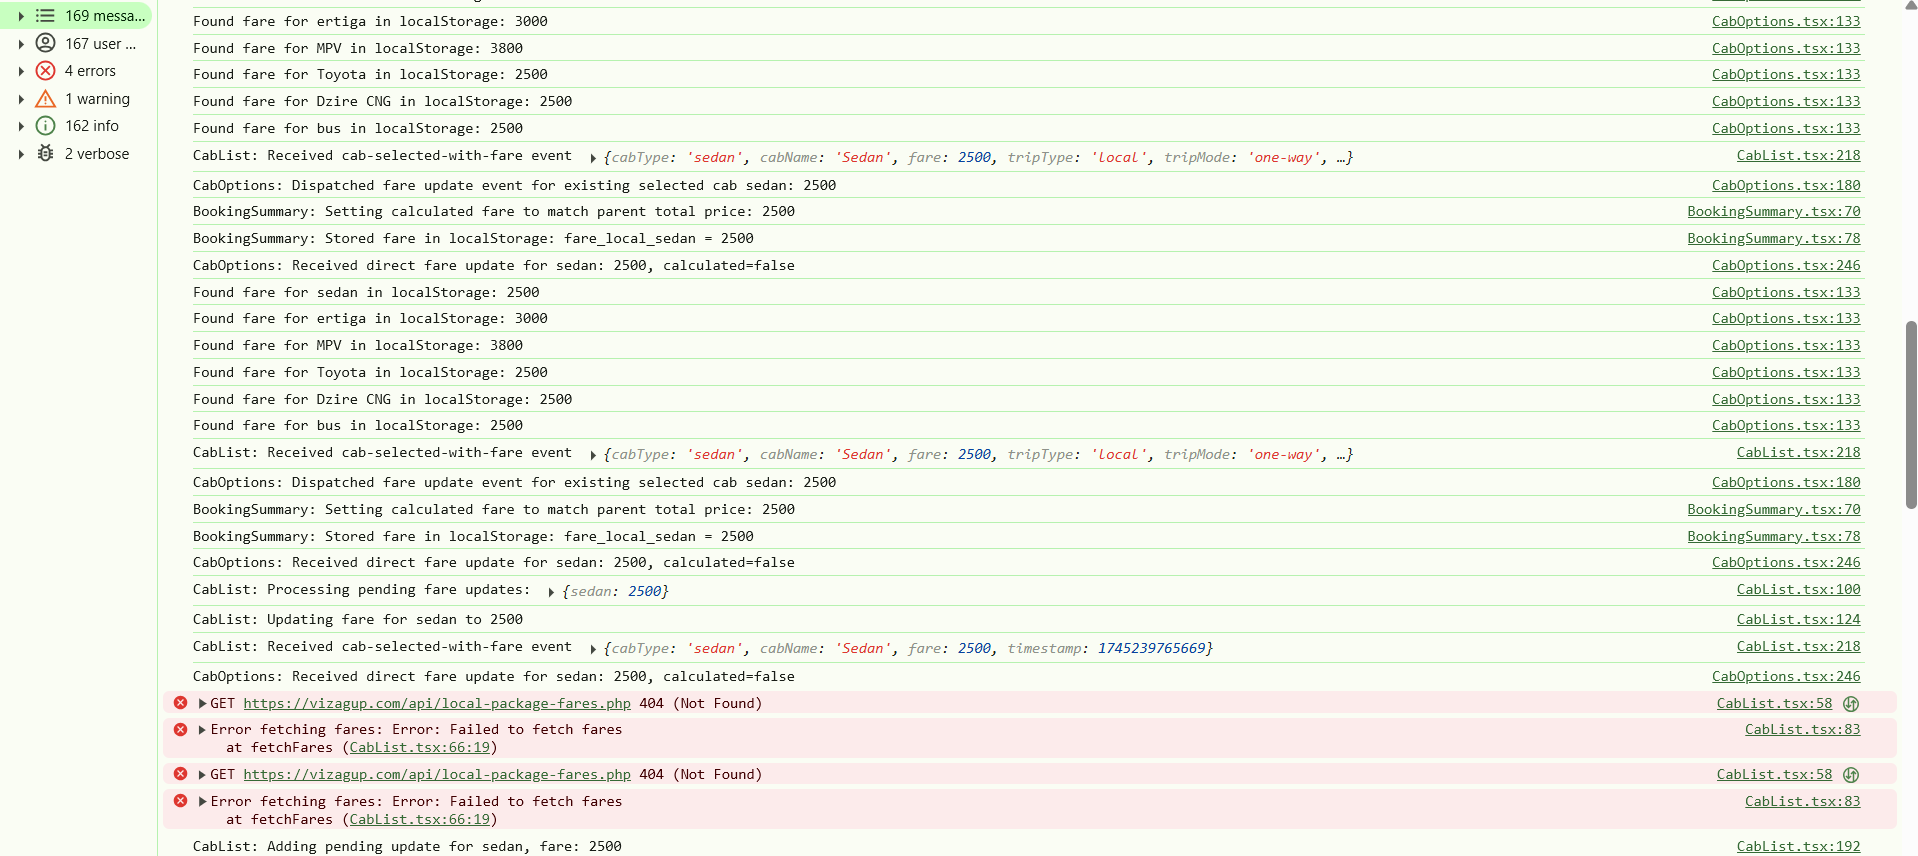 169 messa...
167 user ...
4 errors
1 warning
162 info
2 verbose
Found fare for ertiga in localStorage: 3000 CabOptions.tsx:133
Found fare for MPV in localStorage: 3800 CabOptions.tsx:133
Found fare for Toyota in localStorage: 2500 CabOptions.tsx:133
Found fare for Dzire CNG in localStorage: 2500 CabOptions.tsx:133
Found fare for bus in localStorage: 2500 CabOptions.tsx:133
CabList: Received cab-selected-with-fare event {cabType: 'sedan', cabName: 'Sedan', fare: 2500, tripType: 'local', tripMode: 'one-way', …} CabList.tsx:218
CabOptions: Dispatched fare update event for existing selected cab sedan: 2500 CabOptions.tsx:180
BookingSummary: Setting calculated fare to match parent total price: 2500 BookingSummary.tsx:70
BookingSummary: Stored fare in localStorage: fare_local_sedan = 2500 BookingSummary.tsx:78
CabOptions: Received direct fare update for sedan: 2500, calculated=false CabOptions.tsx:246
Found fare for sedan in localStorage: 2500 CabOptions.tsx:133
Found fare for ertiga in localStorage: 3000 CabOptions.tsx:133
Found fare for MPV in localStorage: 3800 CabOptions.tsx:133
Found fare for Toyota in localStorage: 2500 CabOptions.tsx:133
Found fare for Dzire CNG in localStorage: 2500 CabOptions.tsx:133
Found fare for bus in localStorage: 2500 CabOptions.tsx:133
CabList: Received cab-selected-with-fare event {cabType: 'sedan', cabName: 'Sedan', fare: 2500, tripType: 'local', tripMode: 'one-way', …} CabList.tsx:218
CabOptions: Dispatched fare update event for existing selected cab sedan: 2500 CabOptions.tsx:180
BookingSummary: Setting calculated fare to match parent total price: 2500 BookingSummary.tsx:70
BookingSummary: Stored fare in localStorage: fare_local_sedan = 2500 BookingSummary.tsx:78
CabOptions: Received direct fare update for sedan: 2500, calculated=false CabOptions.tsx:246
CabList: Processing pending fare updates: {sedan: 2500} CabList.tsx:100
CabList: Updating fare for sedan to 2500 CabList.tsx:124
CabList: Received cab-selected-with-fare event {cabType: 'sedan', cabName: 'Sedan', fare: 2500, timestamp: 1745239765669} CabList.tsx:218
CabOptions: Received direct fare update for sedan: 2500, calculated=false CabOptions.tsx:246
GET https://vizagup.com/api/local-package-fares.php 404 (Not Found) CabList.tsx:58
Error fetching fares: Error: Failed to fetch fares CabList.tsx:83
at fetchFares (CabList.tsx:66:19)
GET https://vizagup.com/api/local-package-fares.php 404 (Not Found) CabList.tsx:58
Error fetching fares: Error: Failed to fetch fares CabList.tsx:83
at fetchFares (CabList.tsx:66:19)
CabList: Adding pending update for sedan, fare: 2500 CabList.tsx:192